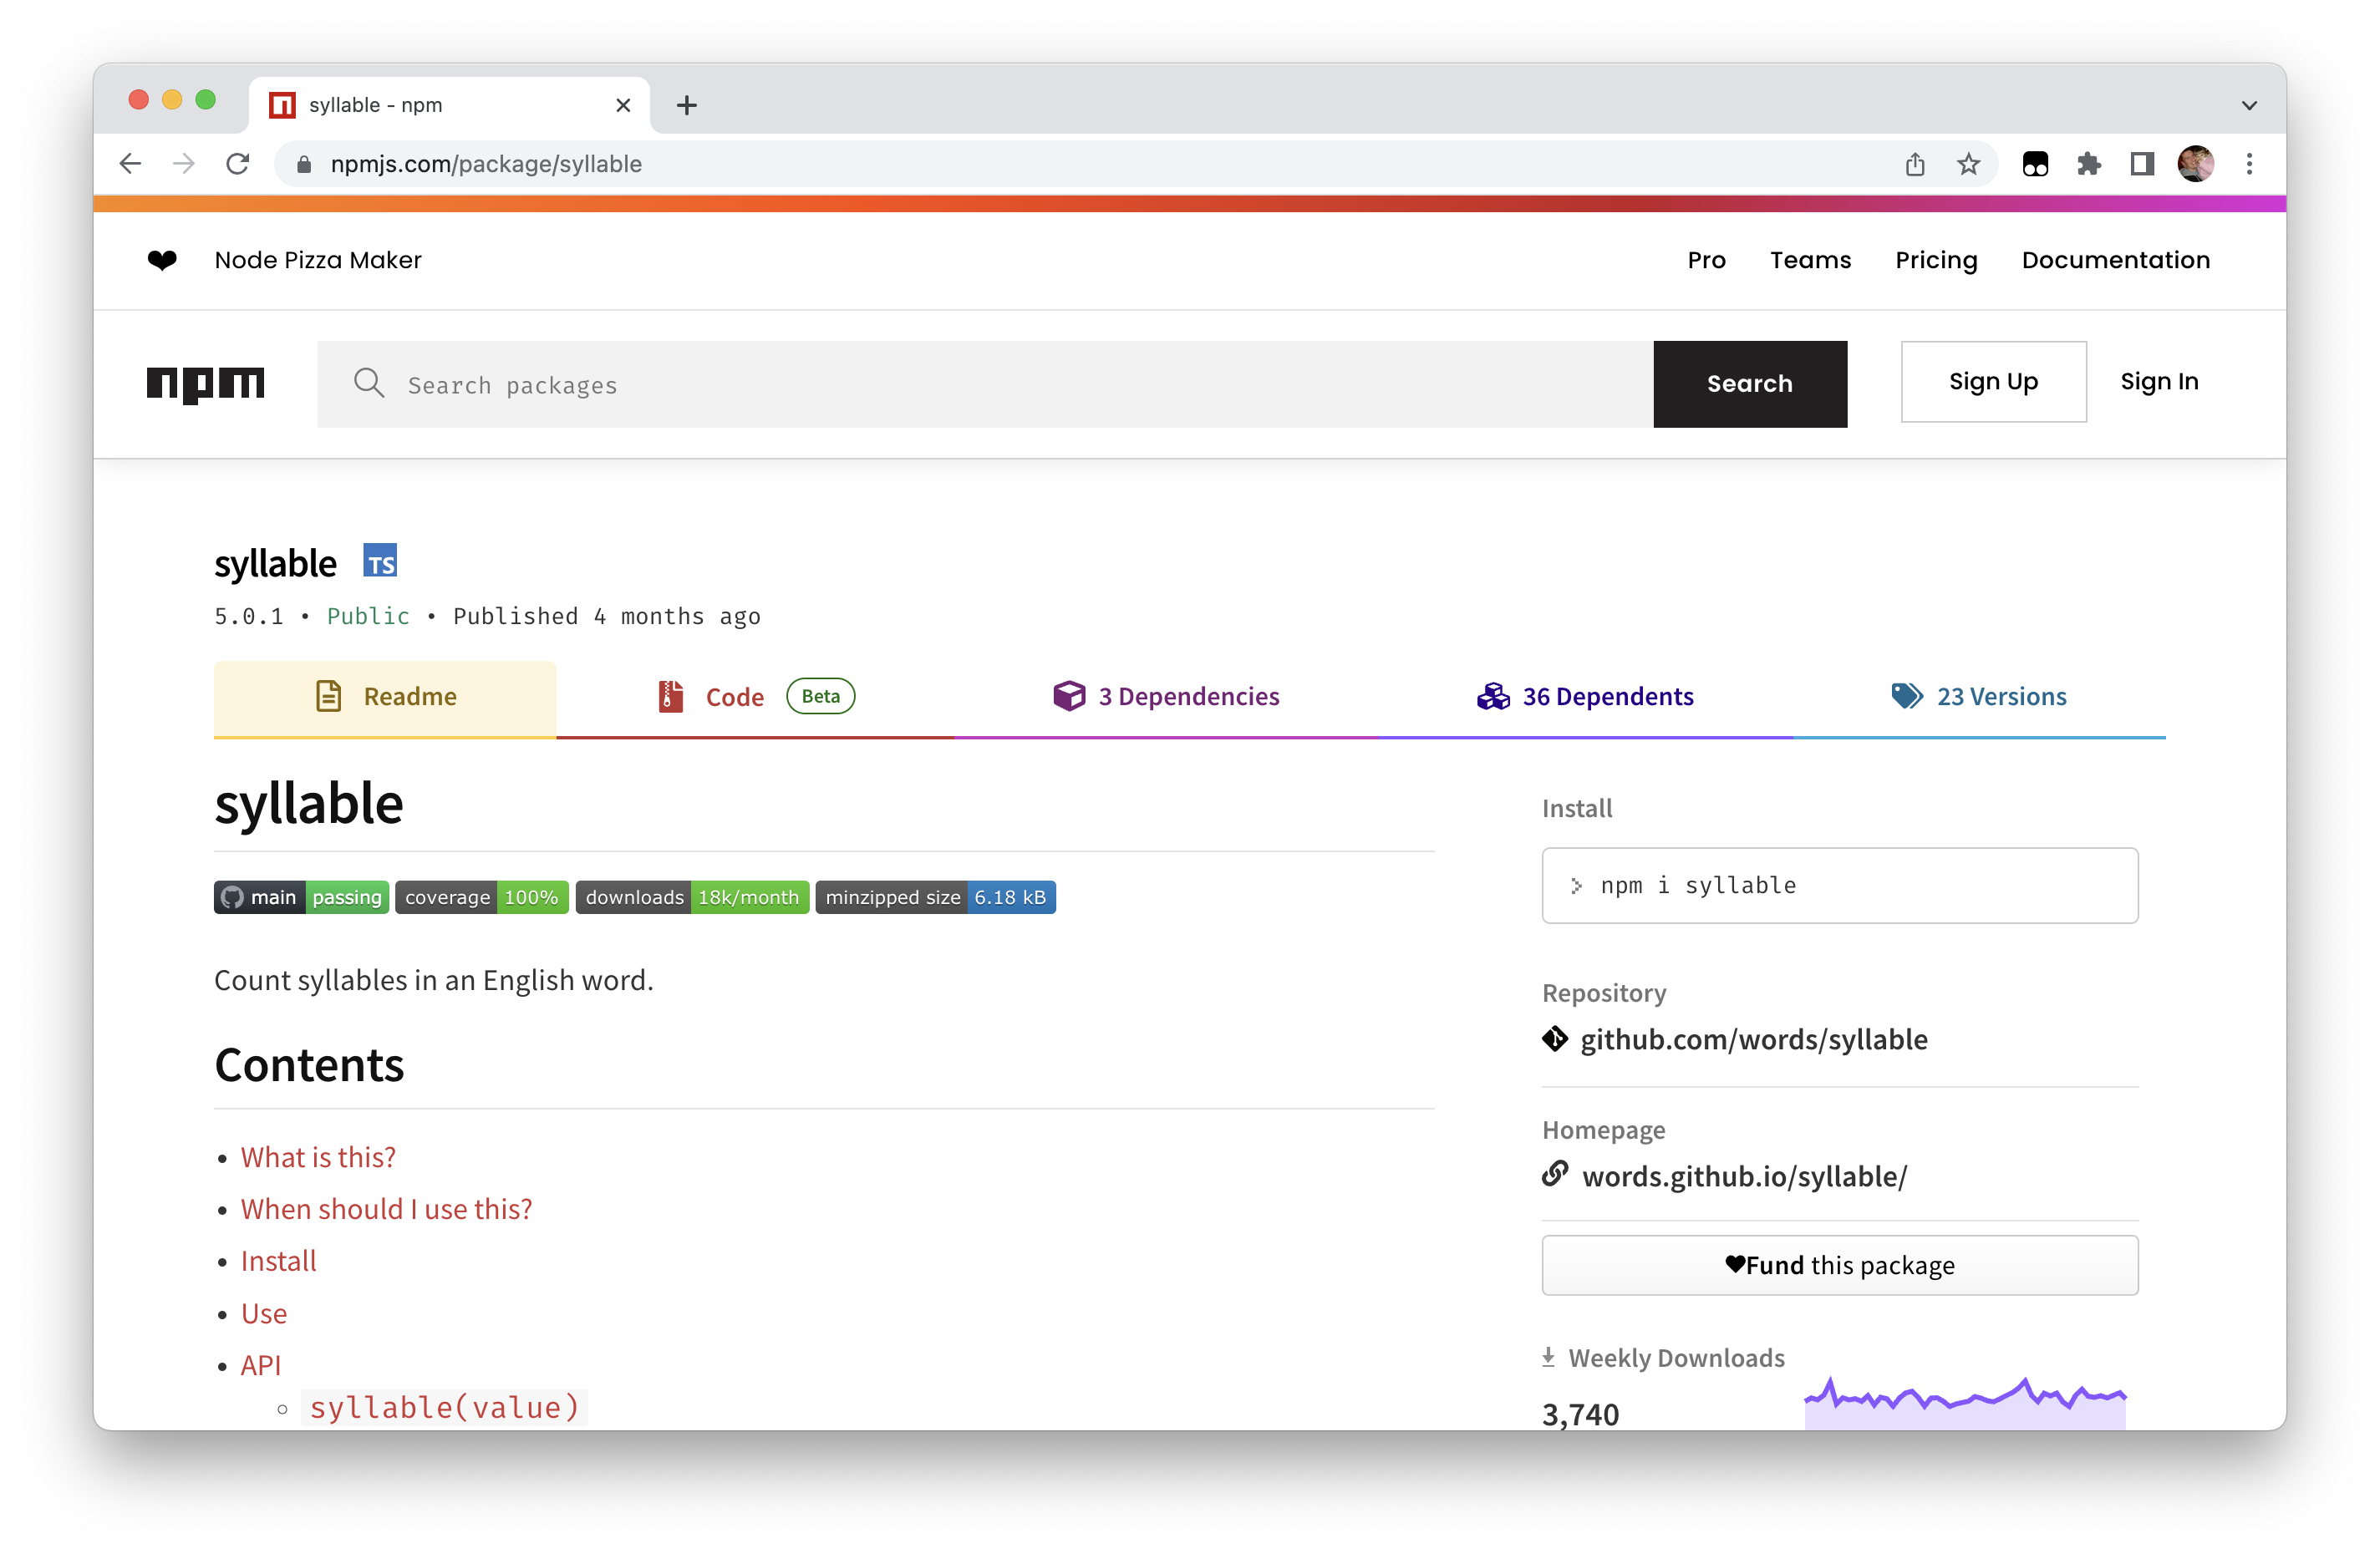 syllable - npm
npmjs.com/package/syllable
❤ Node Pizza Maker Pro Teams Pricing Documentation
npm Search packages Search Sign Up Sign In
syllable TS
5.0.1 • Public • Published 4 months ago
Readme Code Beta 3 Dependencies 36 Dependents 23 Versions
syllable
main passing coverage 100% downloads 18k/month minzipped size 6.18 kB
Count syllables in an English word.
Contents
• What is this?
• When should I use this?
• Install
• Use
• API
◦ syllable(value)
Install
> npm i syllable
Repository
github.com/words/syllable
Homepage
words.github.io/syllable/
♥Fund this package
Weekly Downloads
3,740